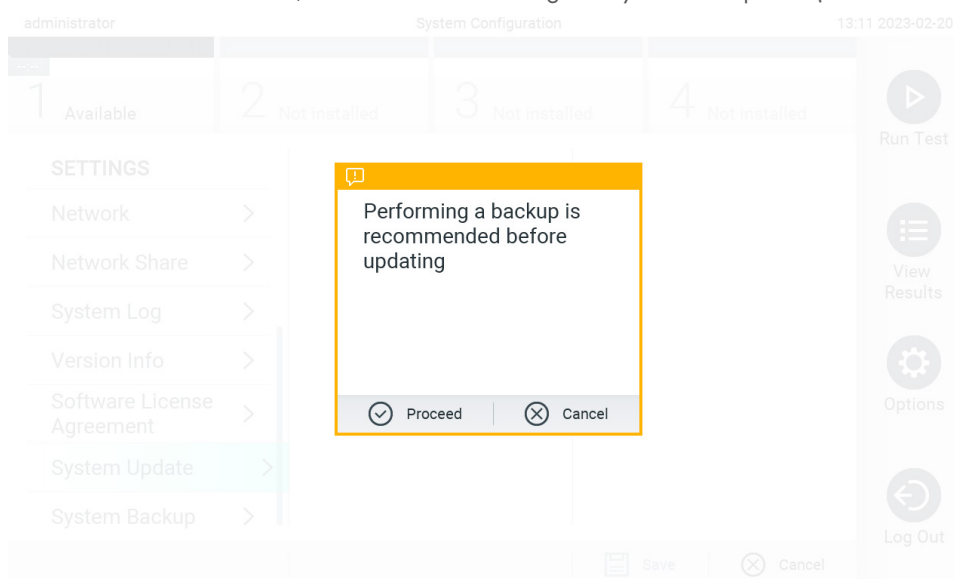 administrator System Configuration 13:11 2023-02-20
1 Available 2 Not installed 3 Not installed 4 Not installed
Run Test
SETTINGS
Network
Network Share
System Log
Version Info
Software License
Agreement
System Update
System Backup
Performing a backup is
recommended before
updating
Proceed Cancel
View
Results
Options
Log Out
Save Cancel